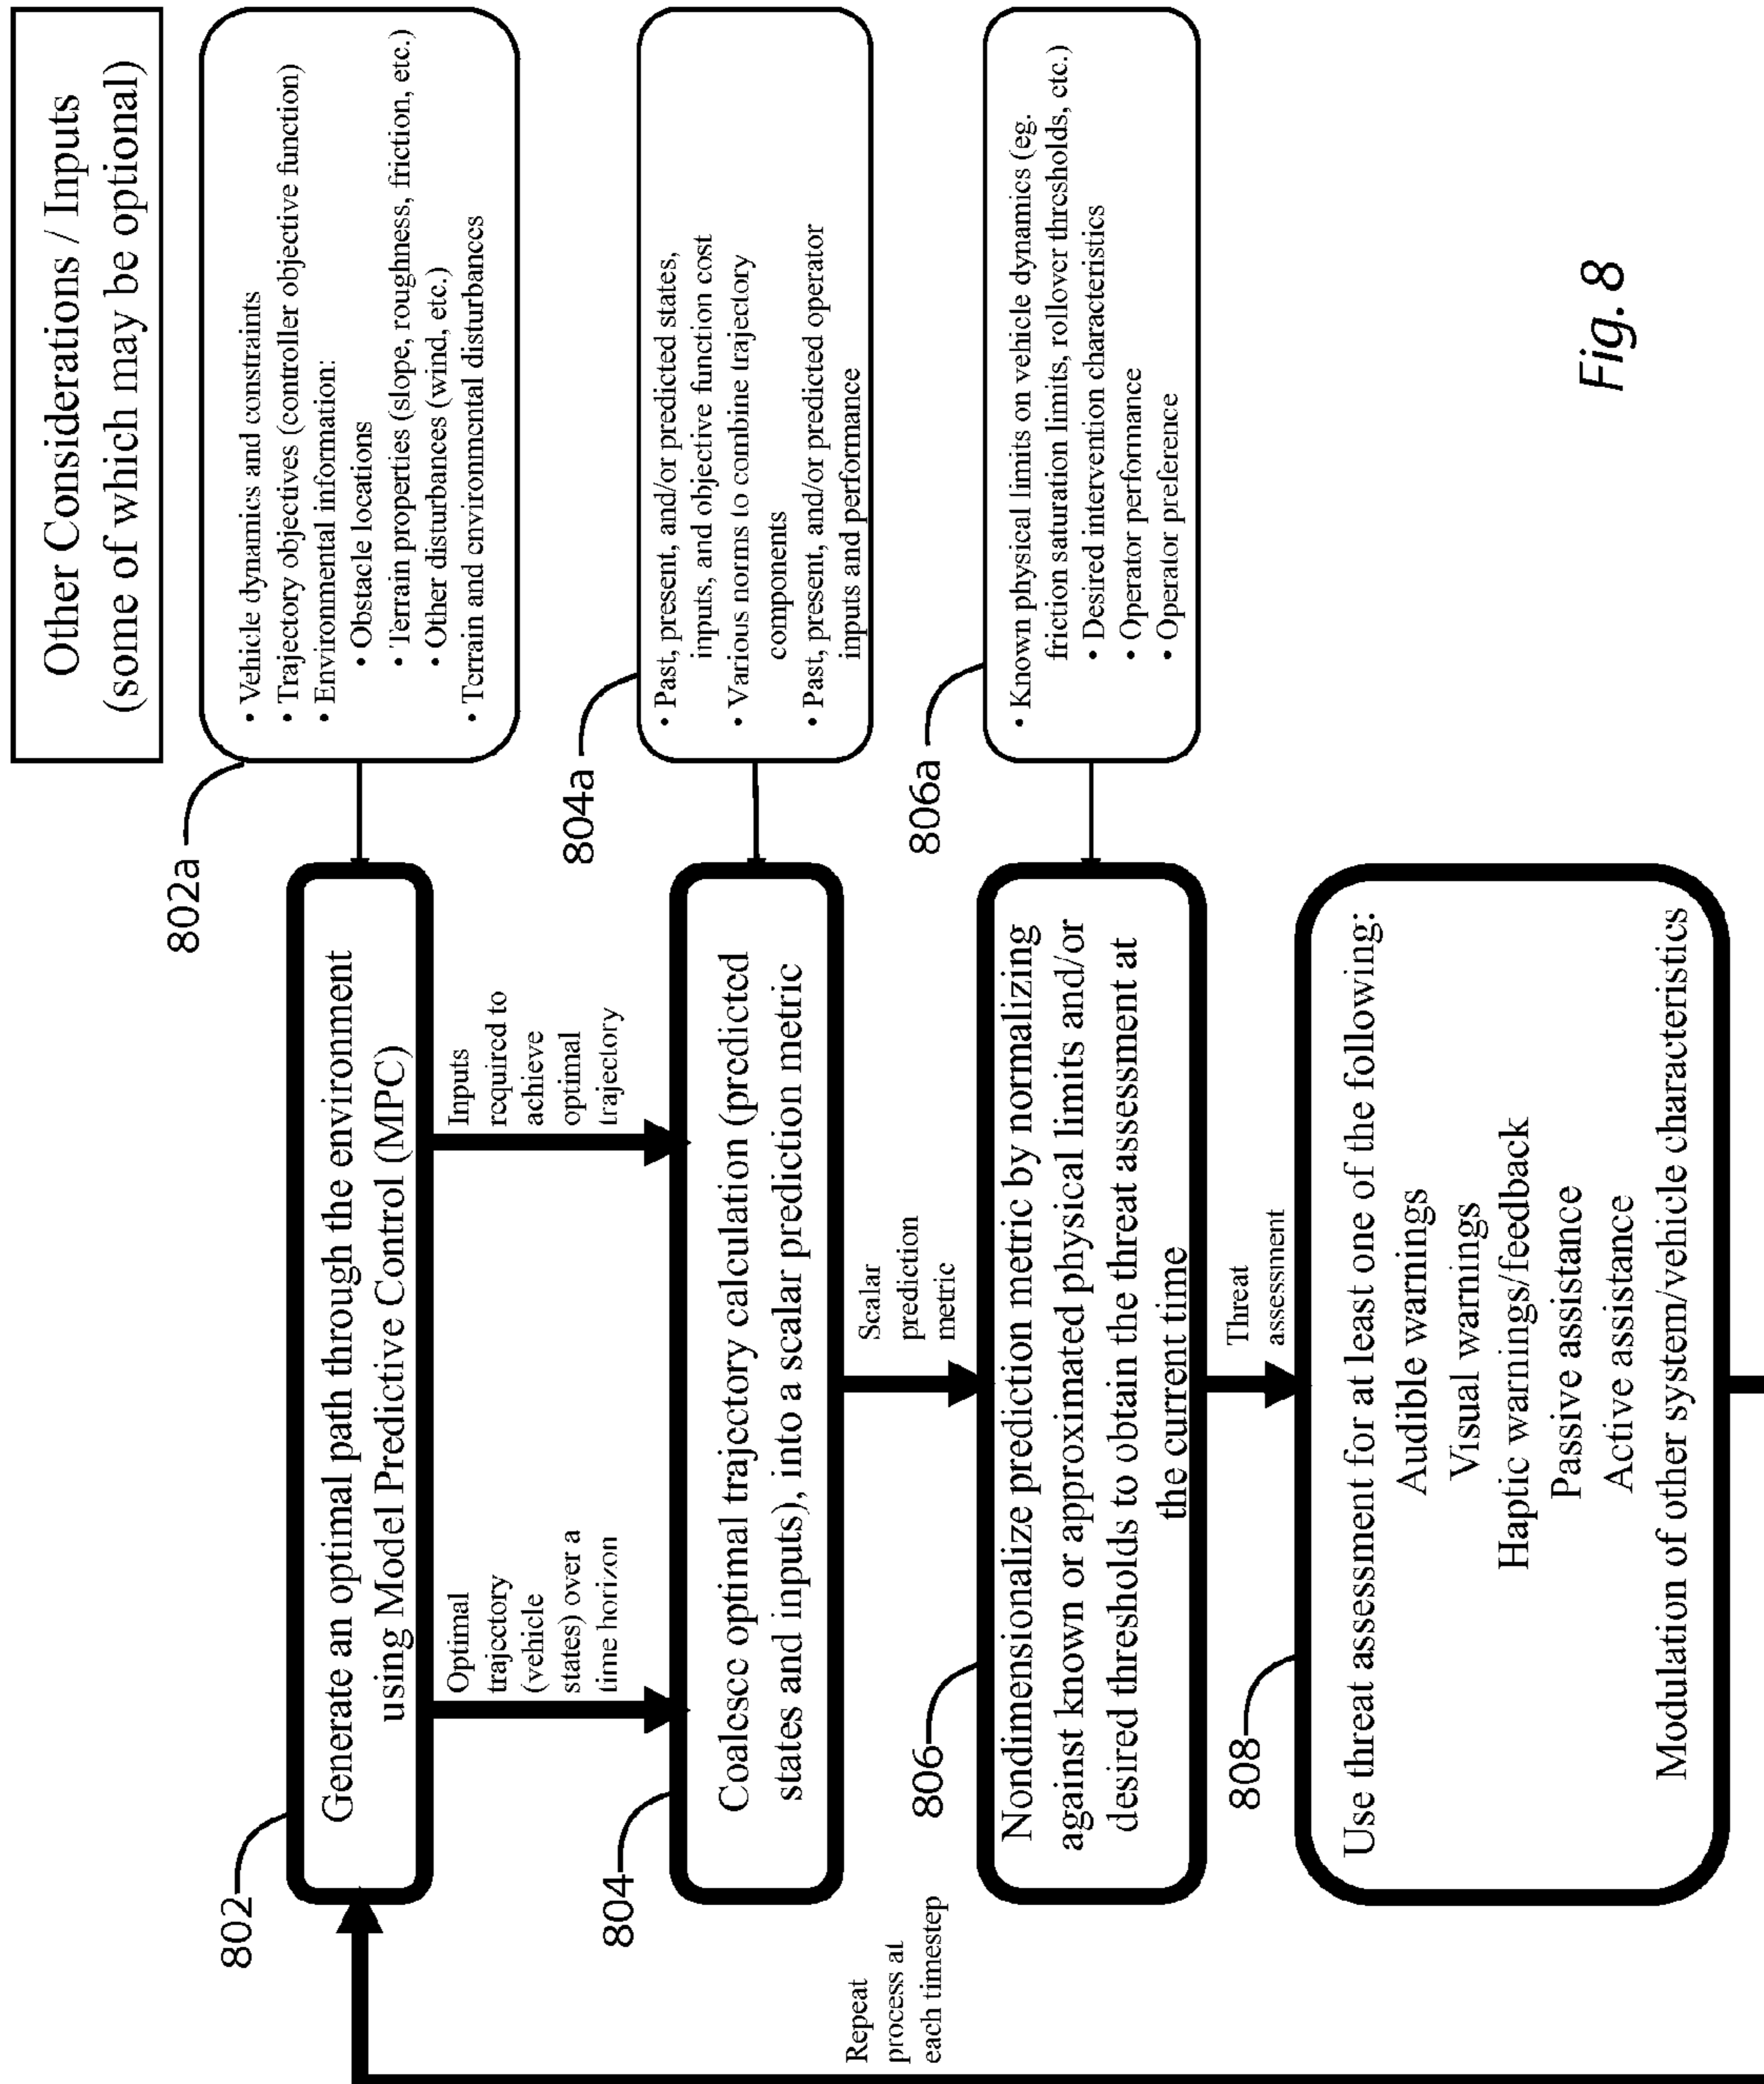 Other Considerations / Inputs
(some of which may be optional)
802a
• Vehicle dynamics and constraints
• Trajectory objectives (controller objective function)
• Environmental information:
• Obstacle locations
• Terrain properties (slope, roughness, friction, etc.)
• Other disturbances (wind, etc.)
• Terrain and environmental disturbances
802
Generate an optimal path through the environment
using Model Predictive Control (MPC)
Optimal
trajectory
(vehicle
states) over a
time horizon
Inputs
required to
achieve
optimal
trajectory
804a
• Past, present, and/or predicted states,
inputs, and objective function cost
• Various norms to combine trajectory
components
• Past, present, and/or predicted operator
inputs and performance
804
Coalesce optimal trajectory calculation (predicted
states and inputs), into a scalar prediction metric
Scalar
prediction
metric
806a
• Known physical limits on vehicle dynamics (eg.
friction saturation limits, rollover thresholds, etc.)
• Desired intervention characteristics
• Operator performance
• Operator preference
806
Nondimensionalize prediction metric by normalizing
against known or approximated physical limits and/or
desired thresholds to obtain the threat assessment at
the current time
Threat
assessment
808
Use threat assessment for at least one of the following:
Audible warnings
Visual warnings
Haptic warnings/feedback
Passive assistance
Active assistance
Modulation of other system/vehicle characteristics
Repeat
process at
each timestep
Fig. 8